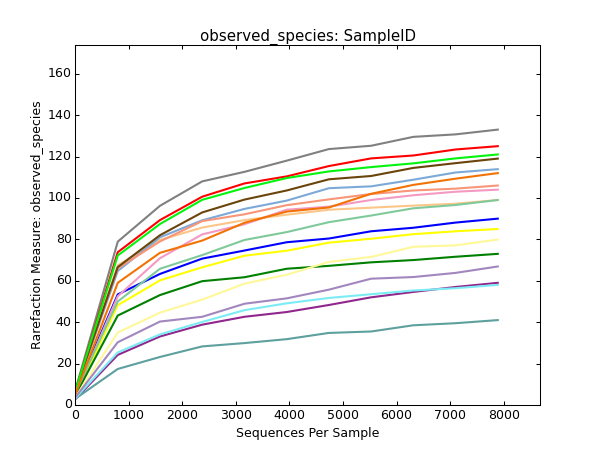 observed_species: SampleID
160
140
120
100
80
60
40
20
0
Rarefaction Measure: observed_species
0 1000 2000 3000 4000 5000 6000 7000 8000
Sequences Per Sample